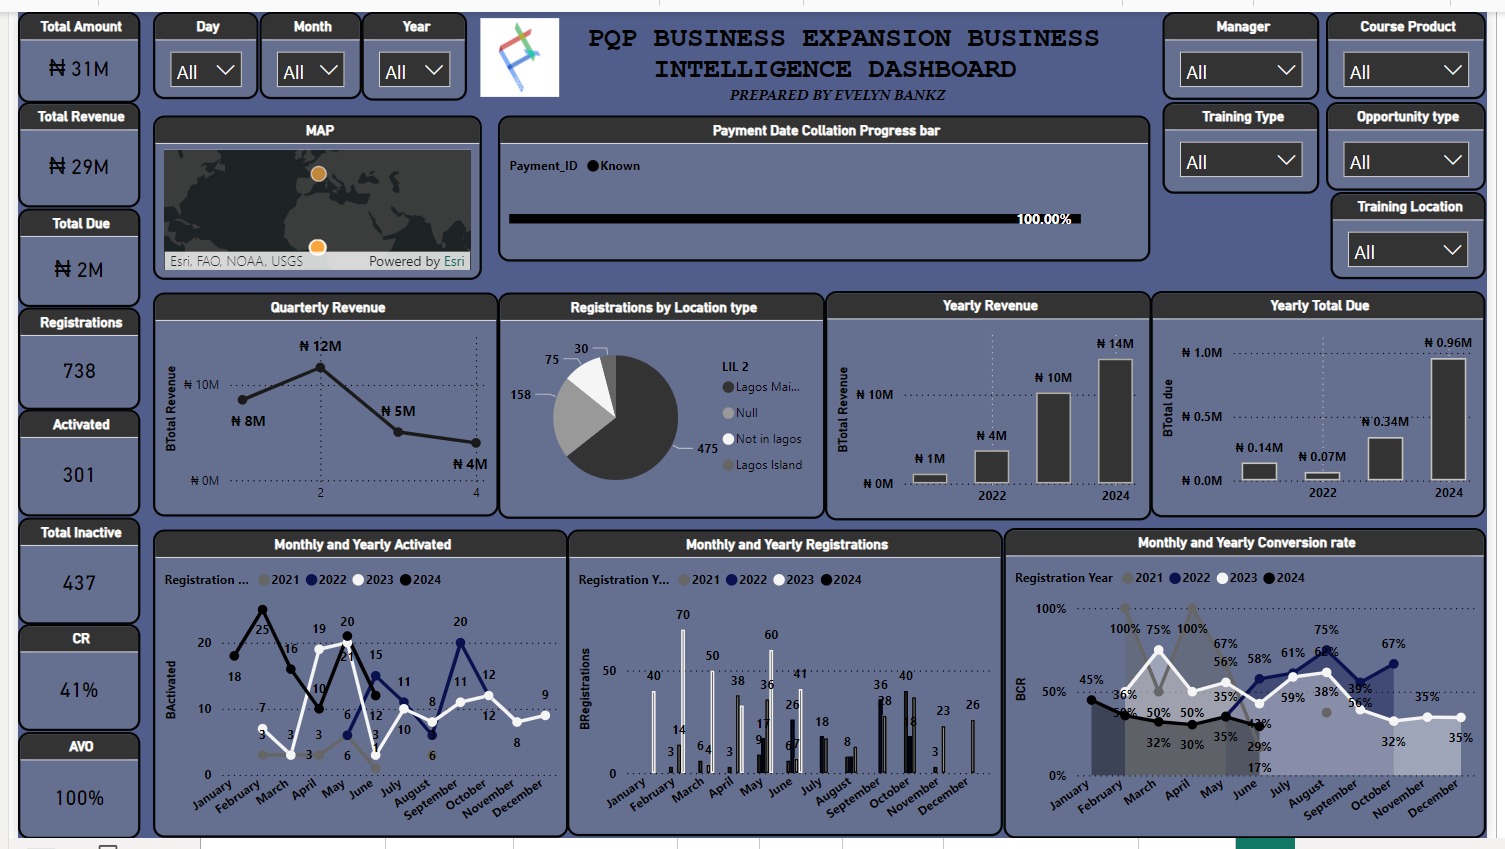 Total Amount
₦ 31M
Day
All
Month
All
Year
All
PQP BUSINESS EXPANSION BUSINESS
INTELLIGENCE DASHBOARD
PREPARED BY EVELYN BANKZ
Manager
All
Course Product
All
Total Revenue
₦ 29M
MAP
Esri, FAO, NOAA, USGS
Powered by Esri
Payment Date Collation Progress bar
Payment_ID Known
100.00%
Training Type
All
Opportunity type
All
Training Location
All
Total Due
₦ 2M
Registrations
738
Activated
301
Total Inactive
437
CR
41%
AVO
100%
Quarterly Revenue
BTotal Revenue
₦ 10M
₦ 0M
₦ 8M
₦ 12M
₦ 5M
₦ 4M
2
4
Registrations by Location type
30
75
158
475
LIL 2
Lagos Mai...
Null
Not in lagos
Lagos Island
Yearly Revenue
BTotal Revenue
₦ 10M
₦ 0M
₦ 1M
₦ 4M
₦ 10M
₦ 14M
2022
2024
Yearly Total Due
BTotal due
₦ 1.0M
₦ 0.5M
₦ 0.0M
₦ 0.14M
₦ 0.07M
₦ 0.34M
₦ 0.96M
2022
2024
Monthly and Yearly Activated
Registration ... 2021 2022 2023 2024
BActivated
20
10
0
18
25
16
10
21
12
7
3
19
20
3
10
8
11
12
8
9
6
15
11
20
12
3
3
3
6
1
6
January
February
March
April
May
June
July
August
September
October
November
December
Monthly and Yearly Registrations
Registration Y... 2021 2022 2023 2024
BRegistrations
50
0
40
3
14
70
6
4
50
3
38
9
17
36
60
6
26
7
41
18
8
36
28
40
18
3
23
26
January
February
March
April
May
June
July
August
September
October
November
December
Monthly and Yearly Conversion rate
Registration Year 2021 2022 2023 2024
BCR
100%
50%
0%
45%
100%
36%
50%
75%
50%
32%
100%
50%
30%
67%
56%
35%
35%
58%
43%
29%
17%
61%
59%
75%
62%
38%
39%
56%
67%
32%
35%
35%
January
February
March
April
May
June
July
August
September
October
November
December